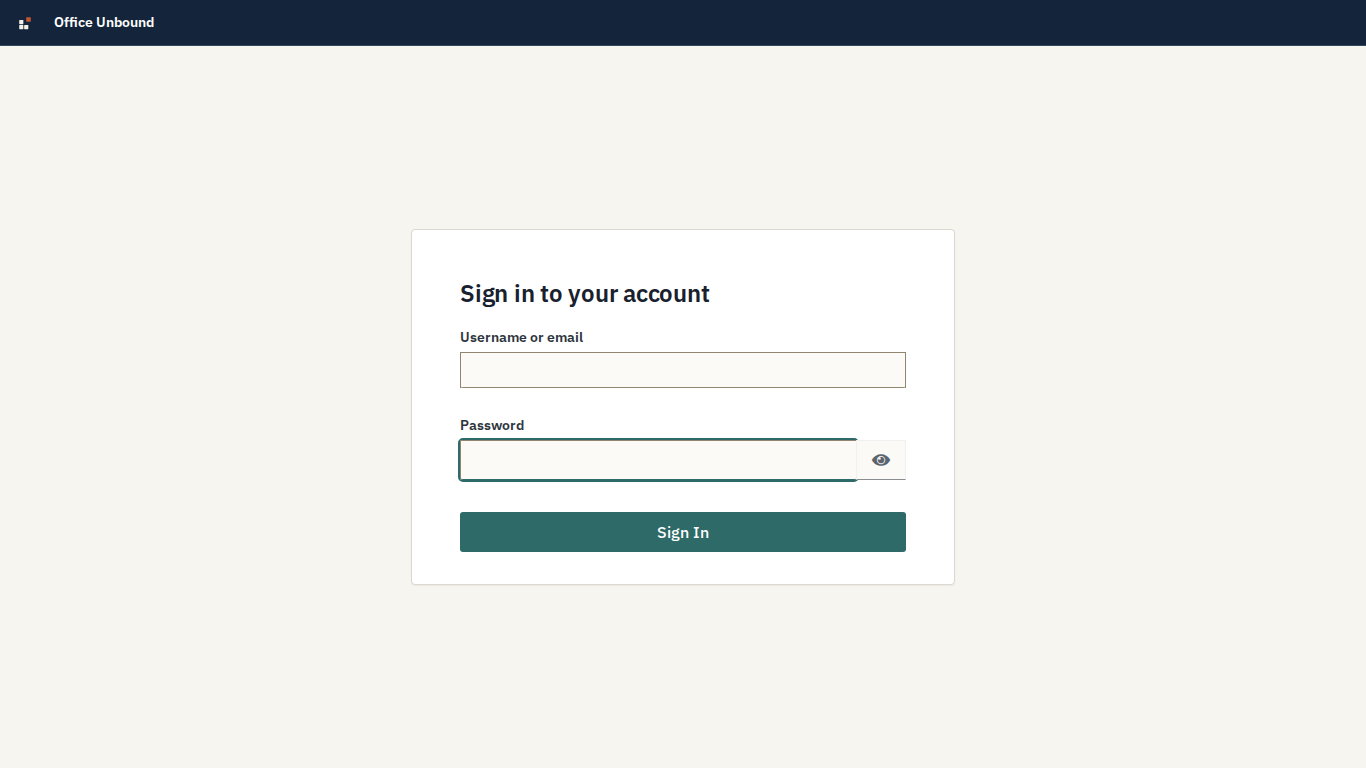 Office Unbound
Sign in to your account
Username or email
Password
Sign In